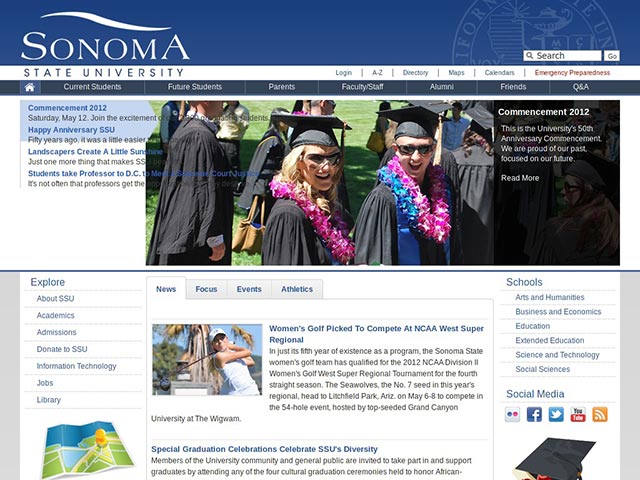 SONOMA
STATE UNIVERSITY
Search
Go
Login
A-Z
Directory
Maps
Calendars
Emergency Preparedness
Current Students
Future Students
Parents
Faculty/Staff
Alumni
Friends
Q&A
Commencement 2012
Saturday, May 12. Join the excitement of
students.
Happy Anniversary SSU
Fifty years ago, it was a little easier
Landscapers Create A Little Sunshine
Just one more thing that makes SSU
Students take Professor to D.C. to Meet Supreme Court Justice
It's not often that professors get the
Commencement 2012
This is the University's 50th
Anniversary Commencement.
We are proud of our past,
focused on our future.
Read More
Explore
About SSU
Academics
Admissions
Donate to SSU
Information Technology
Jobs
Library
News
Focus
Events
Athletics
Women's Golf Picked To Compete At NCAA West Super
Regional
In just its fifth year of existence as a program, the Sonoma State
women's golf team has qualified for the 2012 NCAA Division II
Women's Golf West Super Regional Tournament for the fourth
straight season. The Seawolves, the No. 7 seed in this year's
regional, head to Litchfield Park, Ariz. on May 6-8 to compete in
the 54-hole event, hosted by top-seeded Grand Canyon
University at The Wigwam.
Special Graduation Celebrations Celebrate SSU's Diversity
Members of the University community and general public are invited to take part in and support
graduates by attending any of the four cultural graduation ceremonies held to honor African-
Schools
Arts and Humanities
Business and Economics
Education
Extended Education
Science and Technology
Social Sciences
Social Media
You
Tube